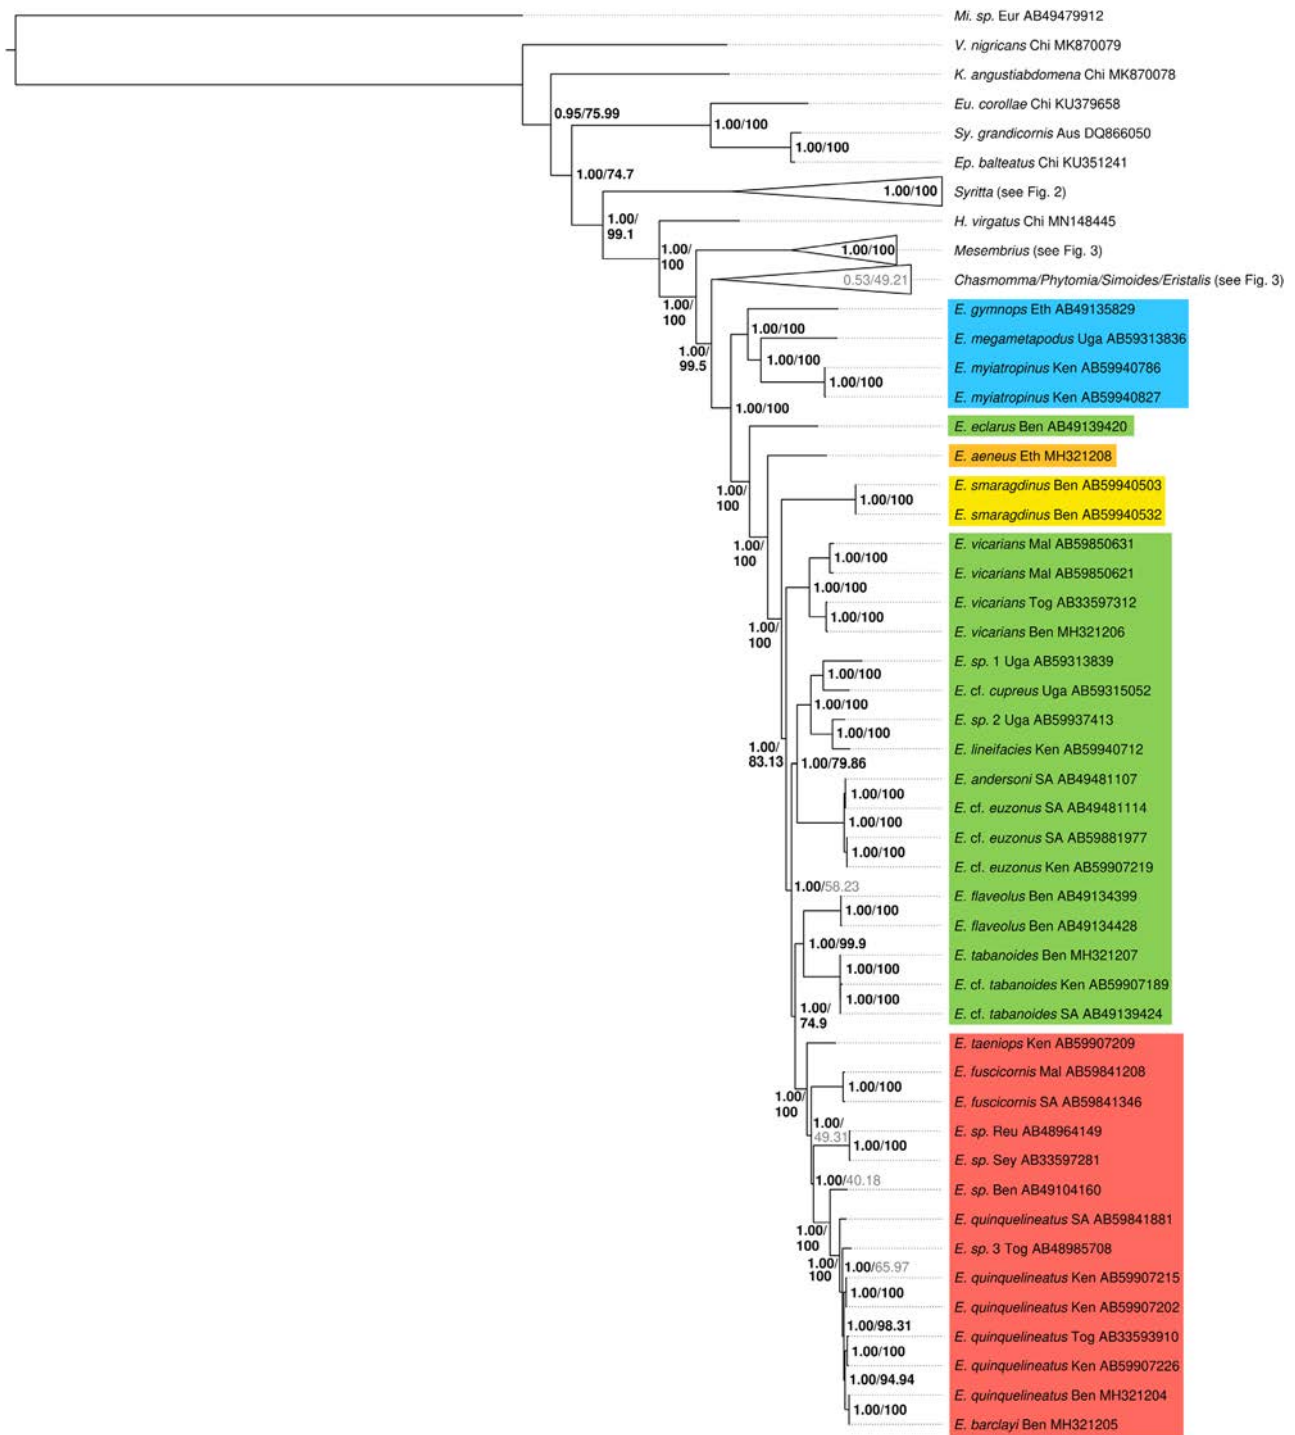 Mi. sp. Eur AB49479912
V. nigricans Chi MK870079
K. angustiabdomena Chi MK870078
0.95/75.99
Eu. corollae Chi KU379658
1.00/100
Sy. grandicornis Aus DQ866050
1.00/100
Ep. balteatus Chi KU351241
1.00/74.7
1.00/100
Syritta (see Fig. 2)
1.00/
99.1
H. virgatus Chi MN148445
1.00/
100
1.00/100
Mesembrius (see Fig. 3)
0.53/49.21
Chasmomma/Phytomia/Simoides/Eristalis (see Fig. 3)
1.00/
100
E. gymnops Eth AB49135829
1.00/100
E. megametapodus Uga AB59313836
1.00/
99.5
1.00/100
E. myiatropinus Ken AB59940786
1.00/100
E. myiatropinus Ken AB59940827
1.00/100
E. eclarus Ben AB49139420
E. aeneus Eth MH321208
1.00/
100
E. smaragdinus Ben AB59940503
1.00/100
E. smaragdinus Ben AB59940532
1.00/
100
E. vicarians Mal AB59850631
1.00/100
E. vicarians Mal AB59850621
1.00/100
E. vicarians Tog AB33597312
1.00/100
E. vicarians Ben MH321206
1.00/
100
E. sp. 1 Uga AB59313839
1.00/100
E. cf. cupreus Uga AB59315052
1.00/100
E. sp. 2 Uga AB59937413
1.00/100
E. lineifacies Ken AB59940712
1.00/
83.13
1.00/79.86
E. andersoni SA AB49481107
1.00/100
E. cf. euzonus SA AB49481114
1.00/100
E. cf. euzonus SA AB59881977
1.00/100
E. cf. euzonus Ken AB59907219
1.00/58.23
E. flaveolus Ben AB49134399
1.00/100
E. flaveolus Ben AB49134428
1.00/99.9
E. tabanoides Ben MH321207
1.00/100
E. cf. tabanoides Ken AB59907189
1.00/100
E. cf. tabanoides SA AB49139424
1.00/
74.9
E. taeniops Ken AB59907209
E. fuscicornis Mal AB59841208
1.00/100
E. fuscicornis SA AB59841346
1.00/
100
1.00/
49.31
E. sp. Reu AB48964149
1.00/100
E. sp. Sey AB33597281
1.00/40.18
E. sp. Ben AB49104160
E. quinquelineatus SA AB59841881
1.00/
100
E. sp. 3 Tog AB48985708
1.00/
100
1.00/65.97
E. quinquelineatus Ken AB59907215
1.00/100
E. quinquelineatus Ken AB59907202
1.00/98.31
E. quinquelineatus Tog AB33593910
1.00/100
E. quinquelineatus Ken AB59907226
1.00/94.94
E. quinquelineatus Ben MH321204
1.00/100
E. barclayi Ben MH321205